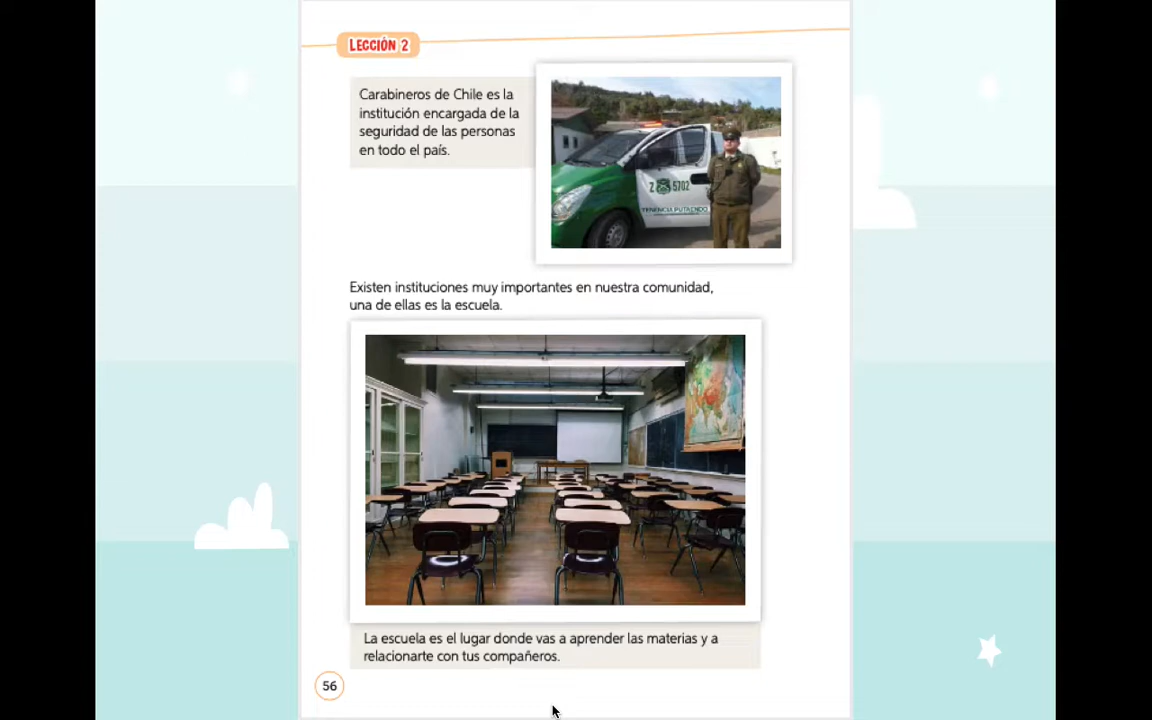 LECCIÓN 2
Carabineros de Chile es la
institución encargada de la
seguridad de las personas
en todo el país.
Z 5702
TENENCIA PUTAENDO
Existen instituciones muy importantes en nuestra comunidad,
una de ellas es la escuela.
La escuela es el lugar donde vas a aprender las materias y a
relacionarte con tus compañeros.
56